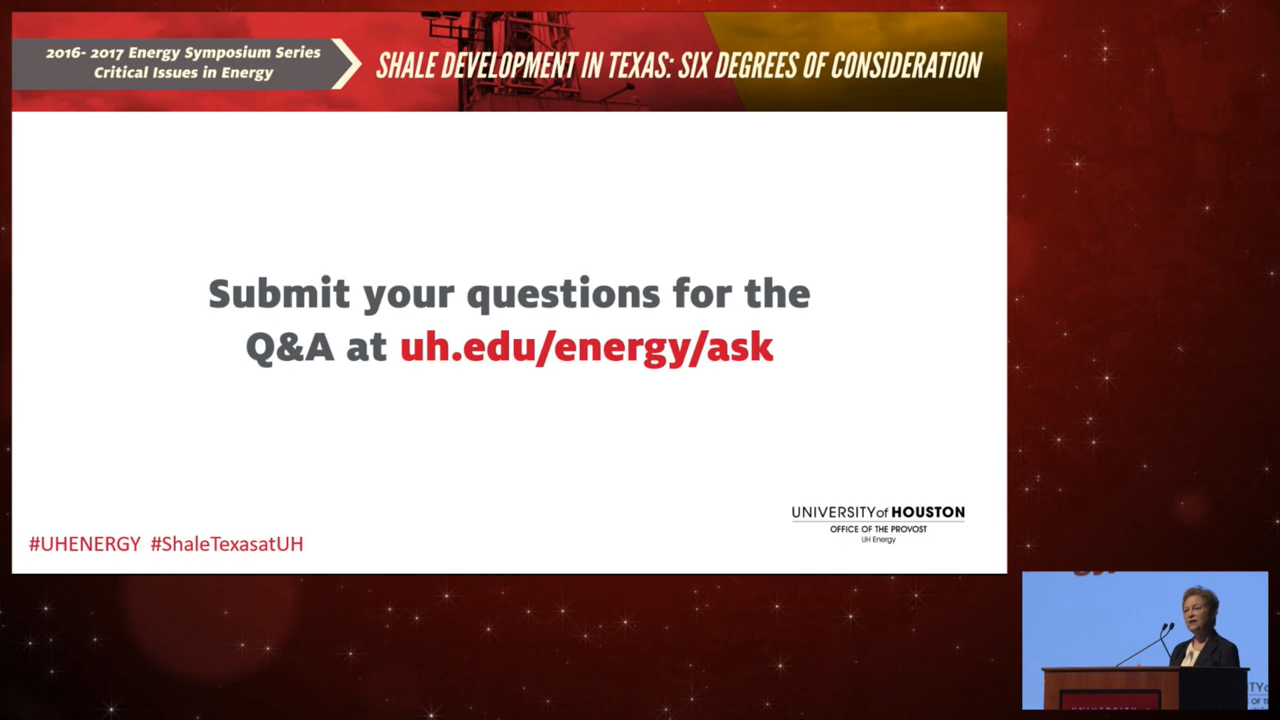 2016- 2017 Energy Symposium Series
Critical Issues in Energy
SHALE DEVELOPMENT IN TEXAS: SIX DEGREES OF CONSIDERATION
Submit your questions for the
Q&A at uh.edu/energy/ask
UNIVERSITYof HOUSTON
OFFICE OF THE PROVOST
UH Energy
#UHENERGY #ShaleTexasatUH
UNIVERSITY